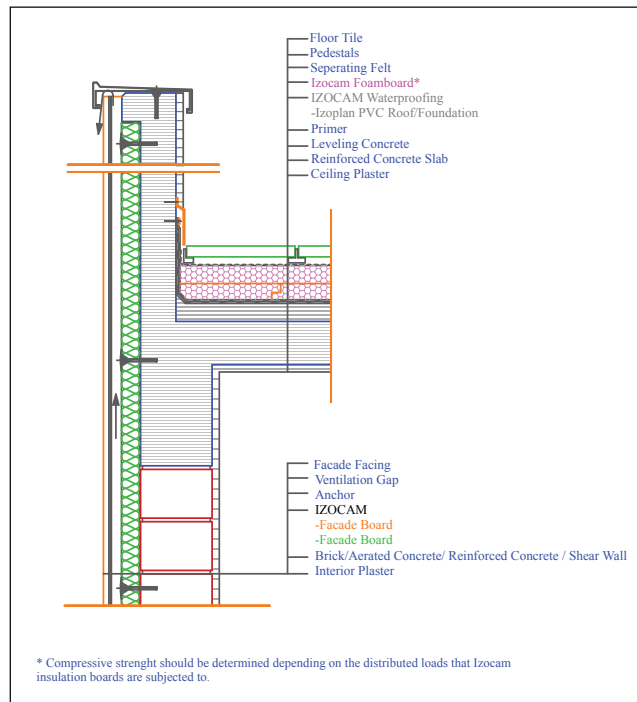 Floor Tile
Pedestals
Seperating Felt
Izocam Foamboard*
IZOCAM Waterproofing
-Izoplan PVC Roof/Foundation
Primer
Leveling Concrete
Reinforced Concrete Slab
Ceiling Plaster
Facade Facing
Ventilation Gap
Anchor
IZOCAM
-Facade Board
-Facade Board
Brick/Aerated Concrete/ Reinforced Concrete / Shear Wall
Interior Plaster
* Compressive strenght should be determined depending on the distributed loads that Izocam
insulation boards are subjected to.